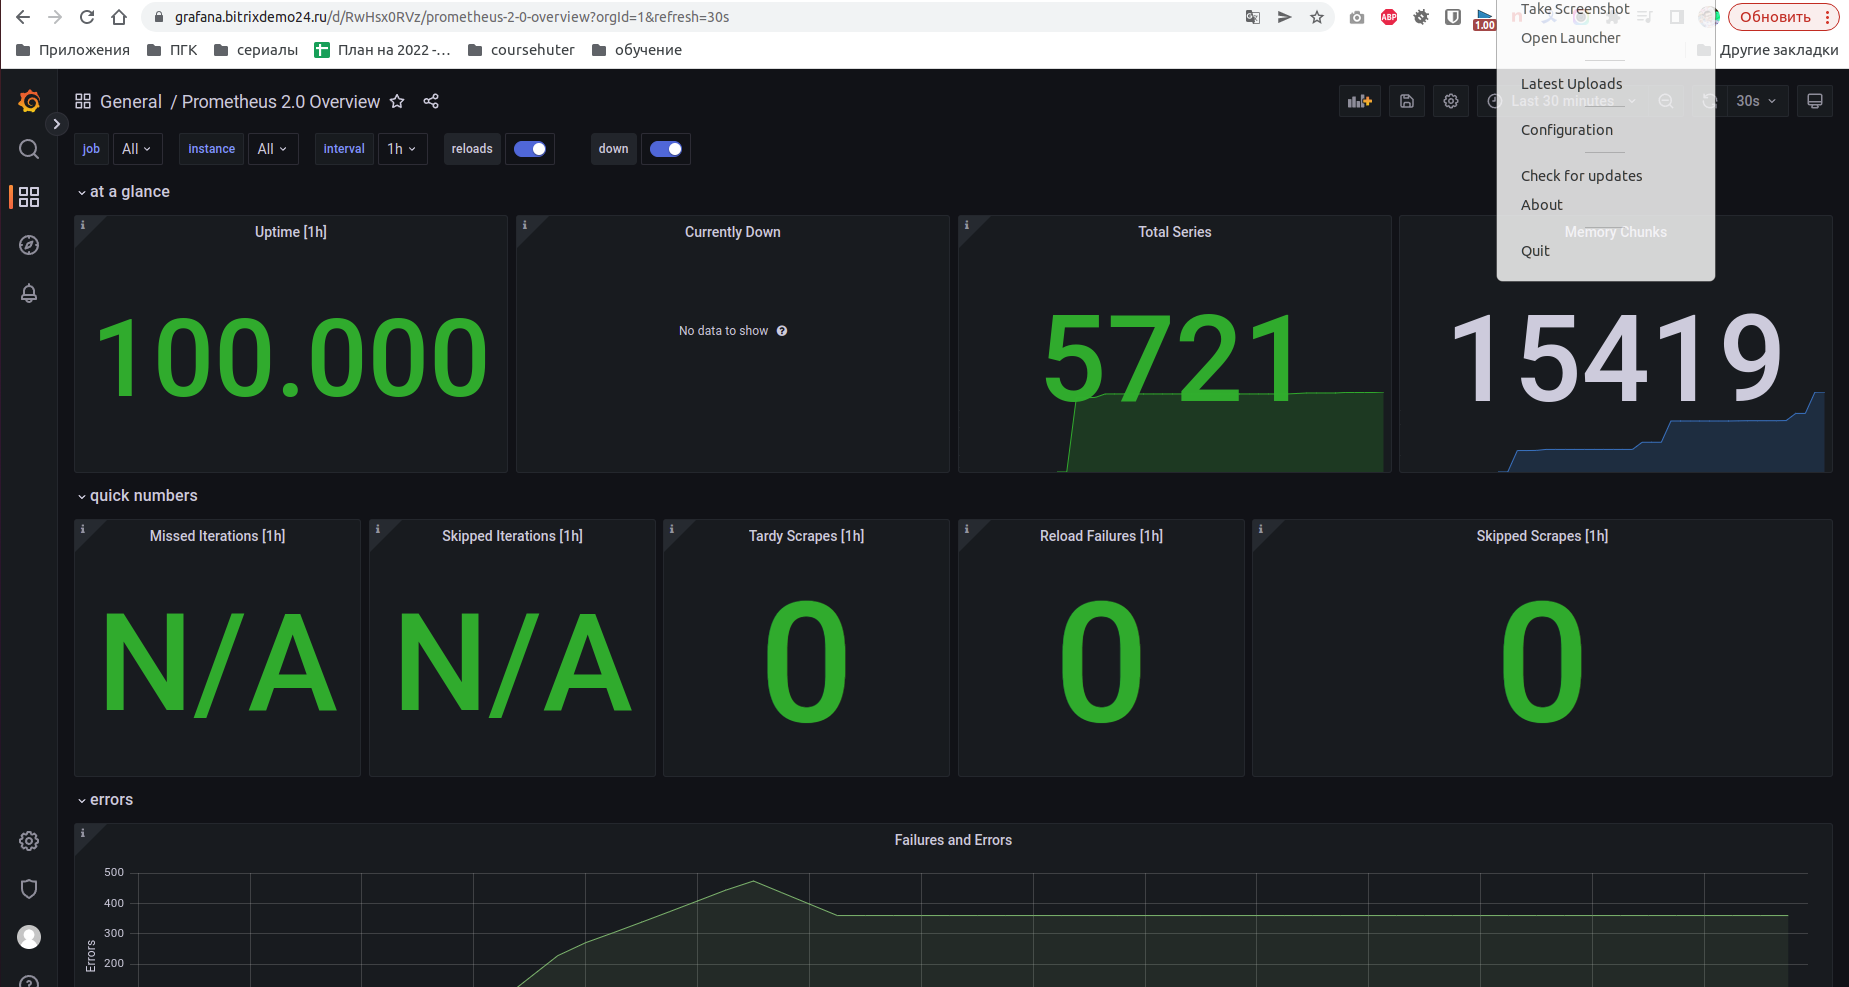 grafana.bitrixdemo24.ru/d/RwHsx0RVz/prometheus-2-0-overview?orgId=1&refresh=30s
ABP
1.00
Обновить
Приложения
ПГК
сериалы
План на 2022 -...
coursehuter
обучение
Другие закладки
Take Screenshot
Open Launcher
Latest Uploads
Configuration
Check for updates
About
Quit
General / Prometheus 2.0 Overview
Last 30 minutes
30s
job
All
instance
All
interval
1h
reloads
down
at a glance
Uptime [1h]
Currently Down
Total Series
Memory Chunks
100.000
No data to show
5721
15419
quick numbers
Missed Iterations [1h]
Skipped Iterations [1h]
Tardy Scrapes [1h]
Reload Failures [1h]
Skipped Scrapes [1h]
N/A
N/A
0
0
0
errors
Failures and Errors
500
400
300
200
Errors